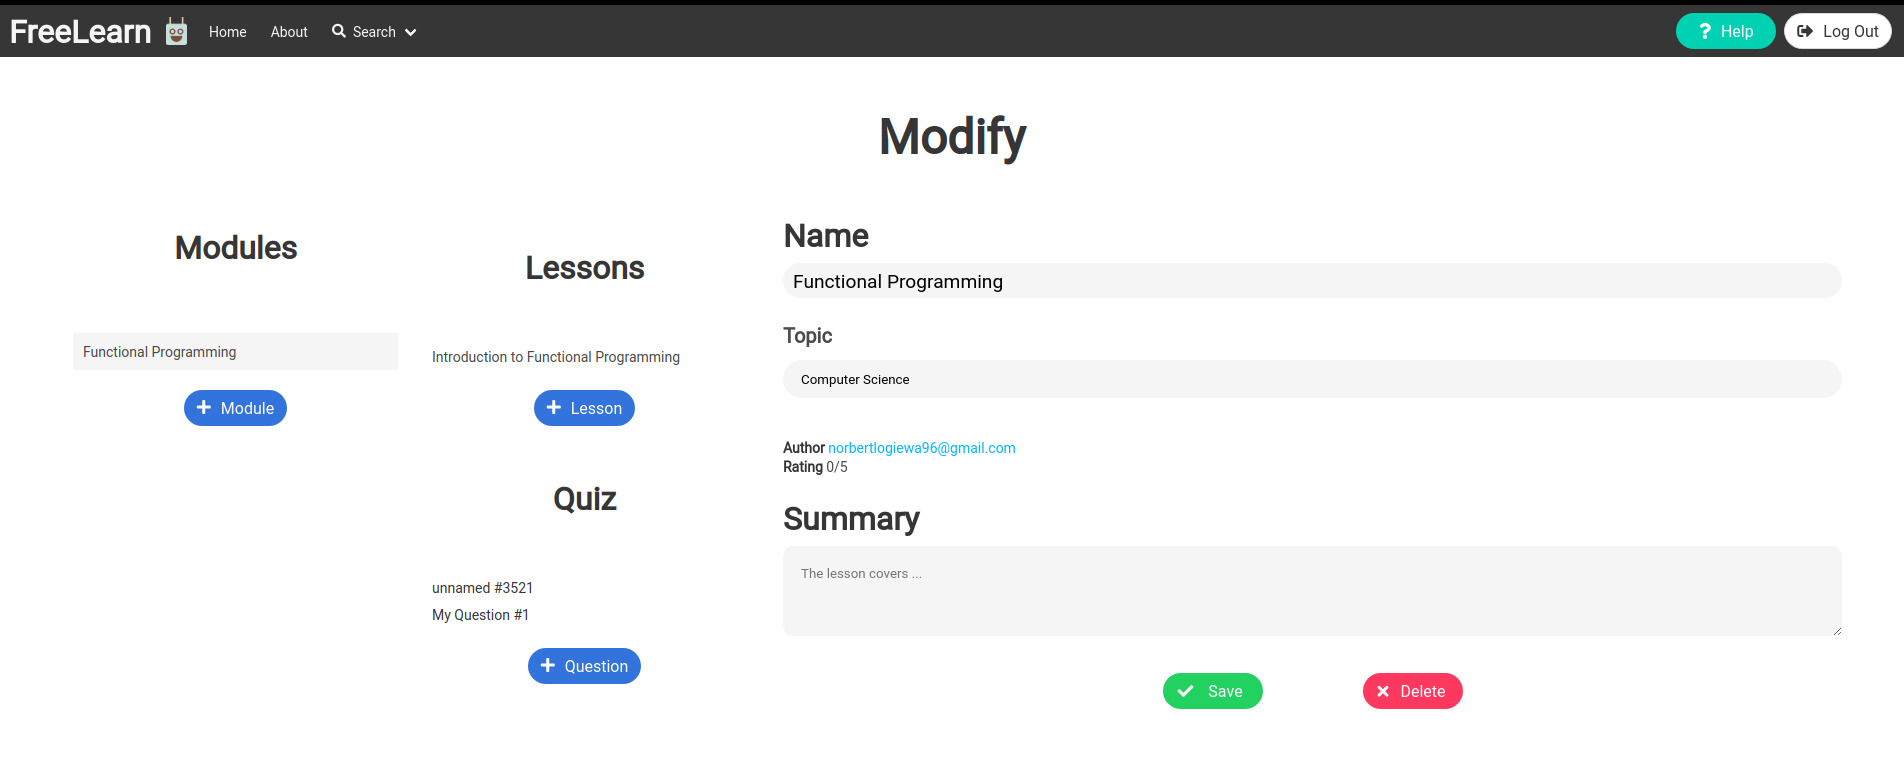 FreeLearn Home About Search Help Log Out
Modify
Modules
Functional Programming
Module
Lessons
Introduction to Functional Programming
Lesson
Quiz
unnamed #3521
My Question #1
Question
Name
Functional Programming
Topic
Computer Science
Author norbertlogiewa96@gmail.com
Rating 0/5
Summary
The lesson covers ...
Save Delete